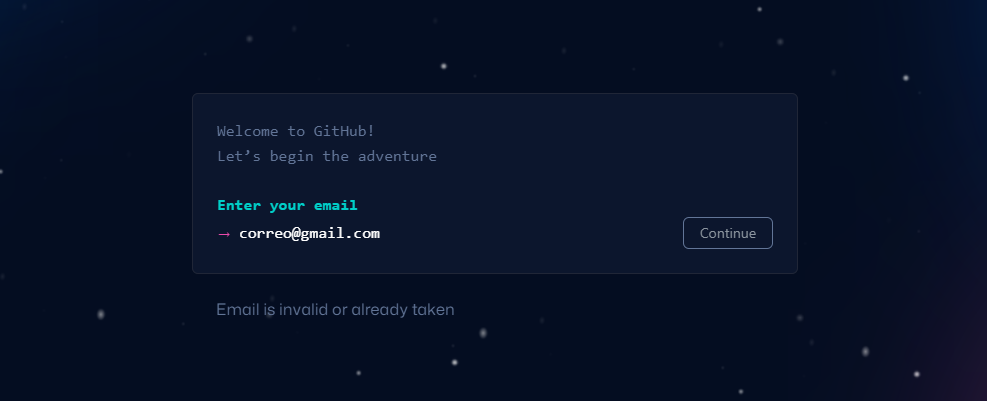 Welcome to GitHub!
Let’s begin the adventure
Enter your email
→ correo@gmail.com
Continue
Email is invalid or already taken